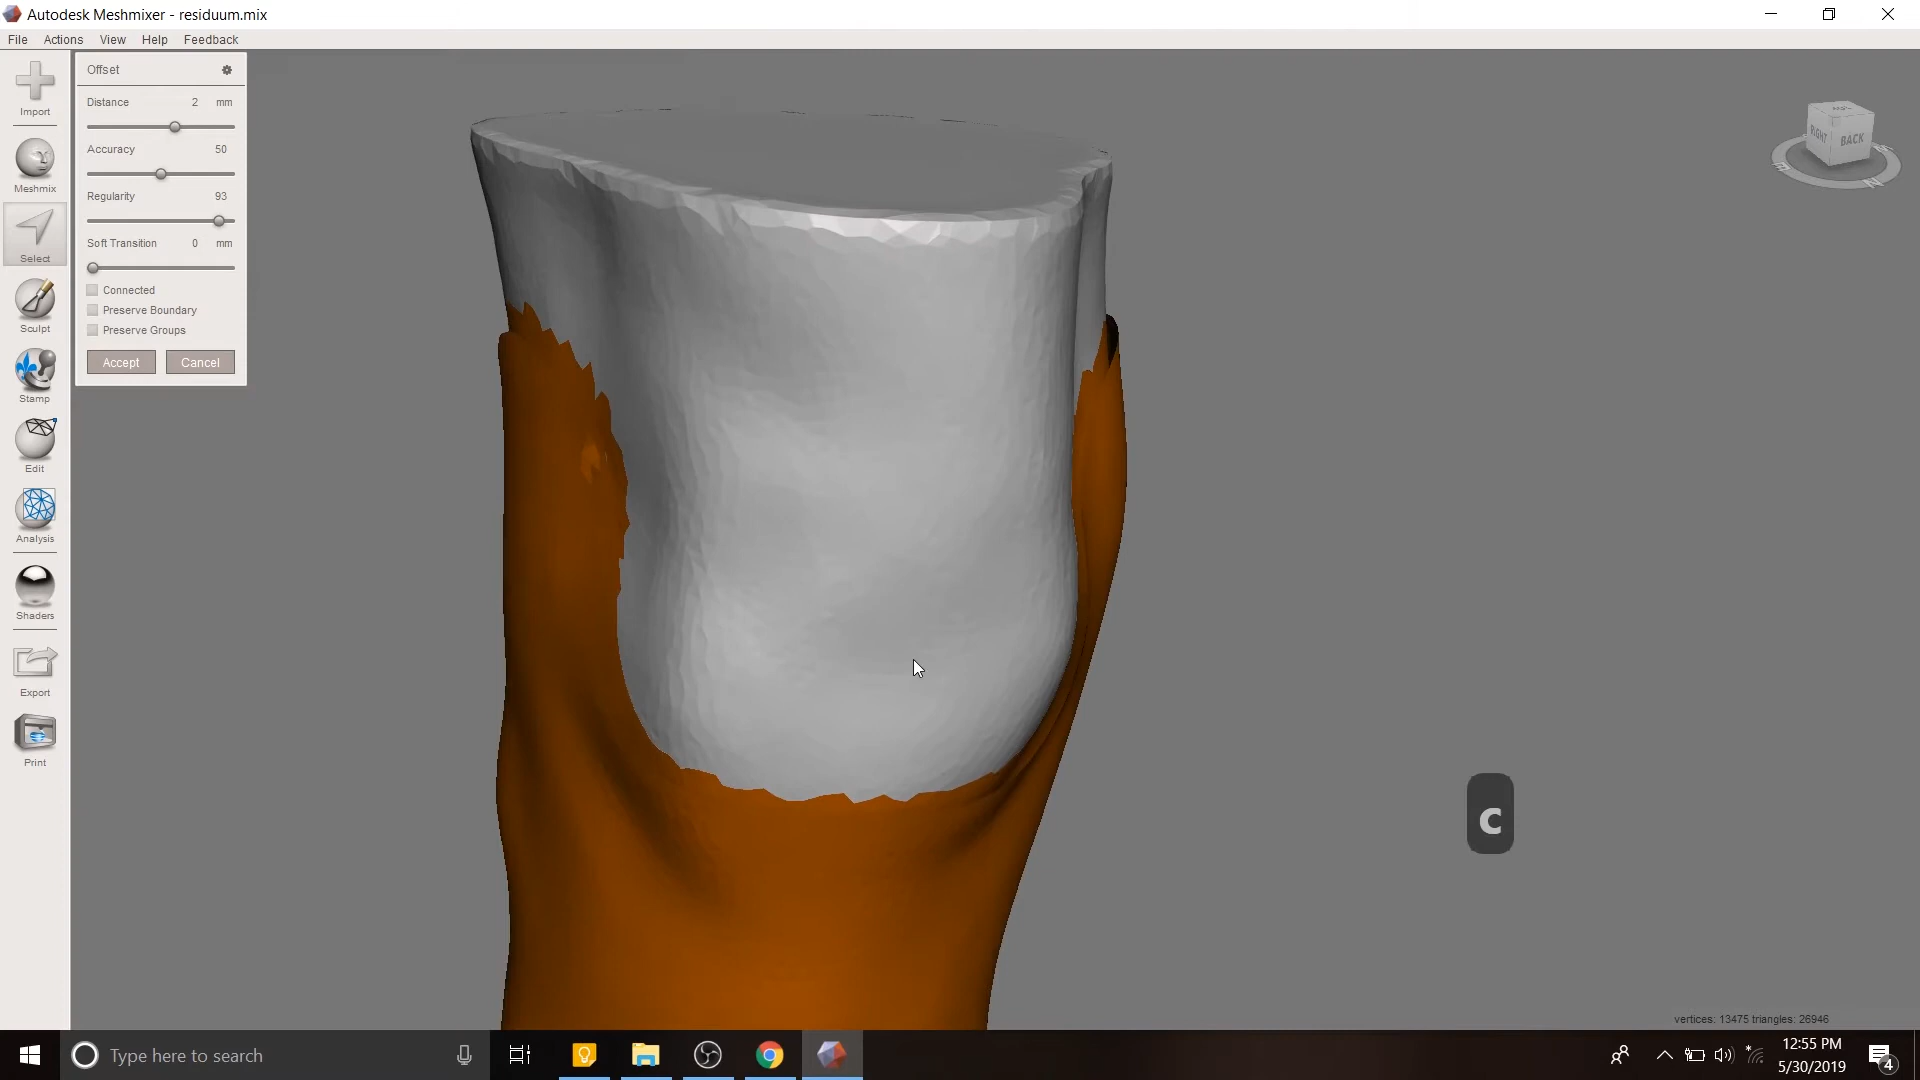 Autodesk Meshmixer - residuum.mix
File Actions View Help Feedback
Offset
Distance 2 mm
Accuracy 50
Regularity 93
Soft Transition 0 mm
Connected
Preserve Boundary
Preserve Groups
Accept Cancel
Import
Meshmix
Select
Sculpt
Stamp
Edit
Analysis
Shaders
Export
Print
RIGHT BACK
C
vertices: 13475 triangles: 26946
Type here to search
12:55 PM
5/30/2019
4